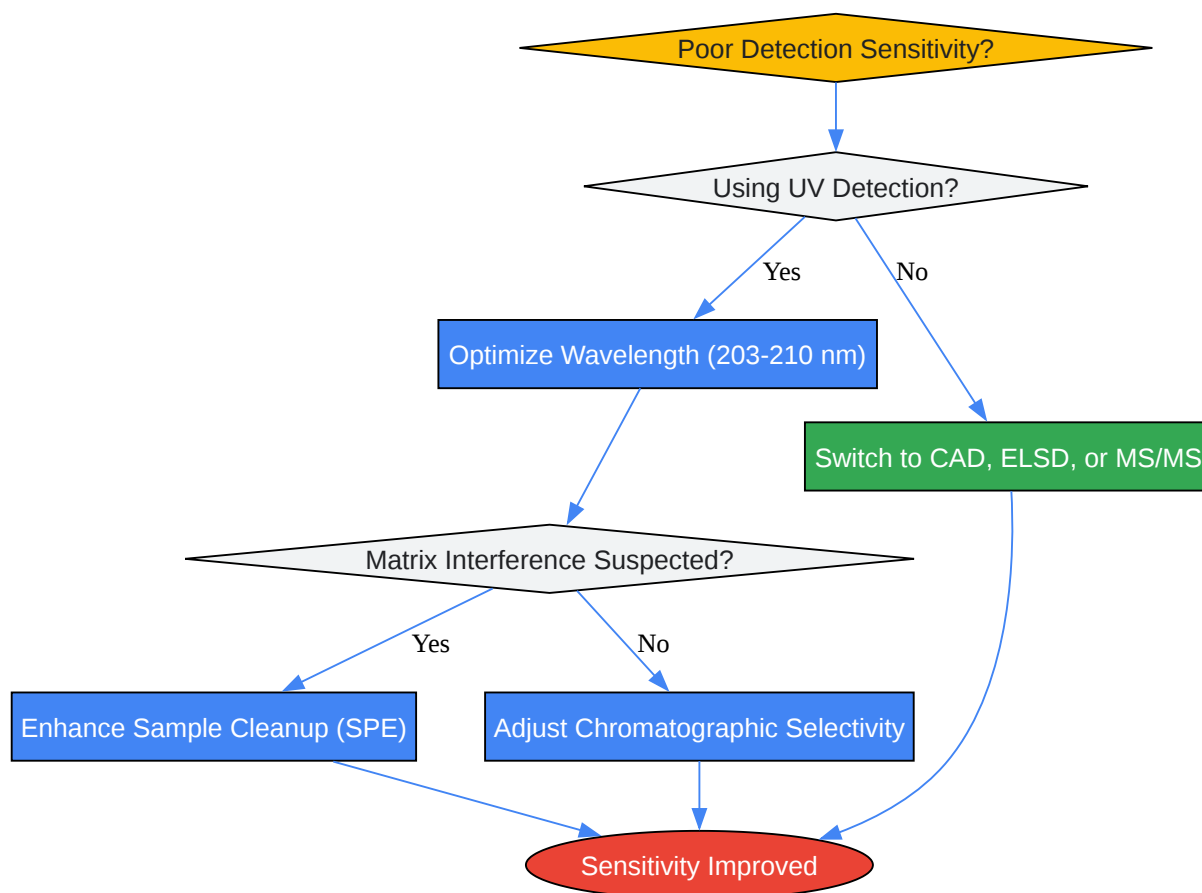 Poor Detection Sensitivity?
Using UV Detection?
Yes
No
Optimize Wavelength (203-210 nm)
Switch to CAD, ELSD, or MS/MS
Matrix Interference Suspected?
Yes
No
Enhance Sample Cleanup (SPE)
Adjust Chromatographic Selectivity
Sensitivity Improved